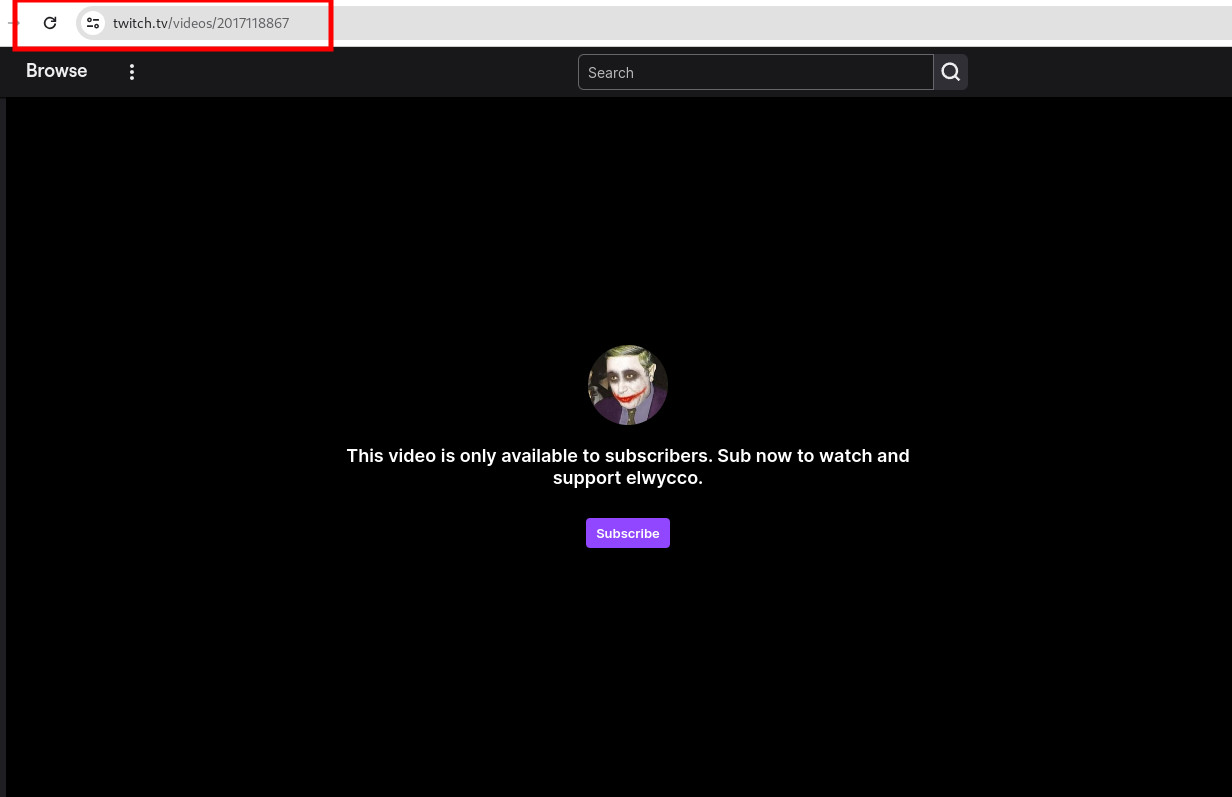 twitch.tv/videos/2017118867
Browse
Search
This video is only available to subscribers. Sub now to watch and
support elwycco.
Subscribe